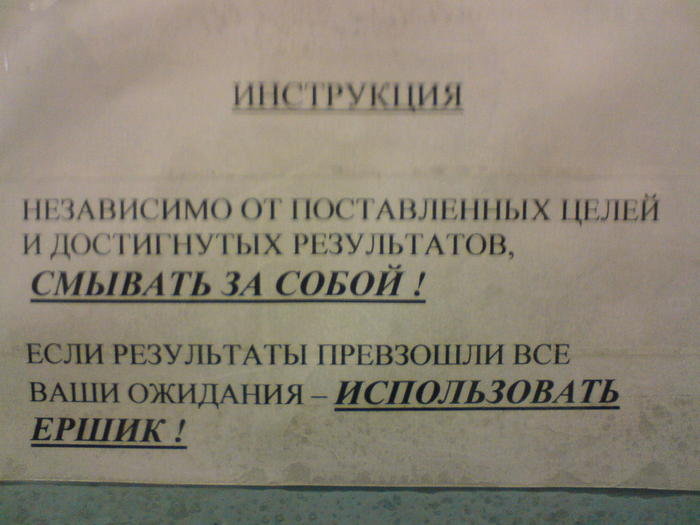 ИНСТРУКЦИЯ
НЕЗАВИСИМО ОТ ПОСТАВЛЕННЫХ ЦЕЛЕЙ
И ДОСТИГНУТЫХ РЕЗУЛЬТАТОВ,
СМЫВАТЬ ЗА СОБОЙ !
ЕСЛИ РЕЗУЛЬТАТЫ ПРЕВЗОШЛИ ВСЕ
ВАШИ ОЖИДАНИЯ – ИСПОЛЬЗОВАТЬ
ЕРШИК !